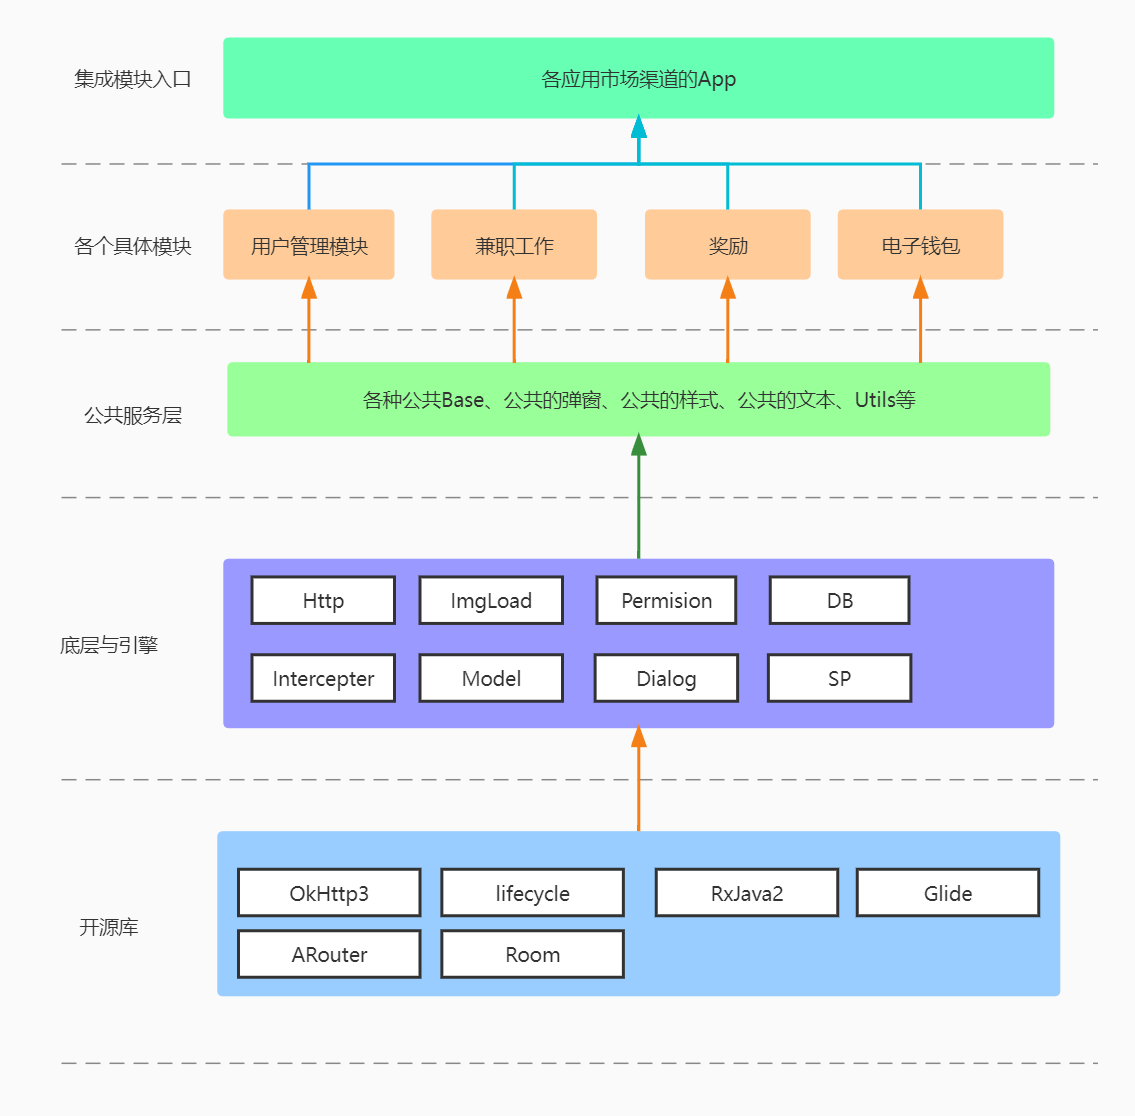 集成模块入口
各应用市场渠道的App
各个具体模块
用户管理模块
兼职工作
奖励
电子钱包
公共服务层
各种公共Base、公共的弹窗、公共的样式、公共的文本、Utils等
底层与引擎
Http
ImgLoad
Permision
DB
Intercepter
Model
Dialog
SP
开源库
OkHttp3
lifecycle
RxJava2
Glide
ARouter
Room